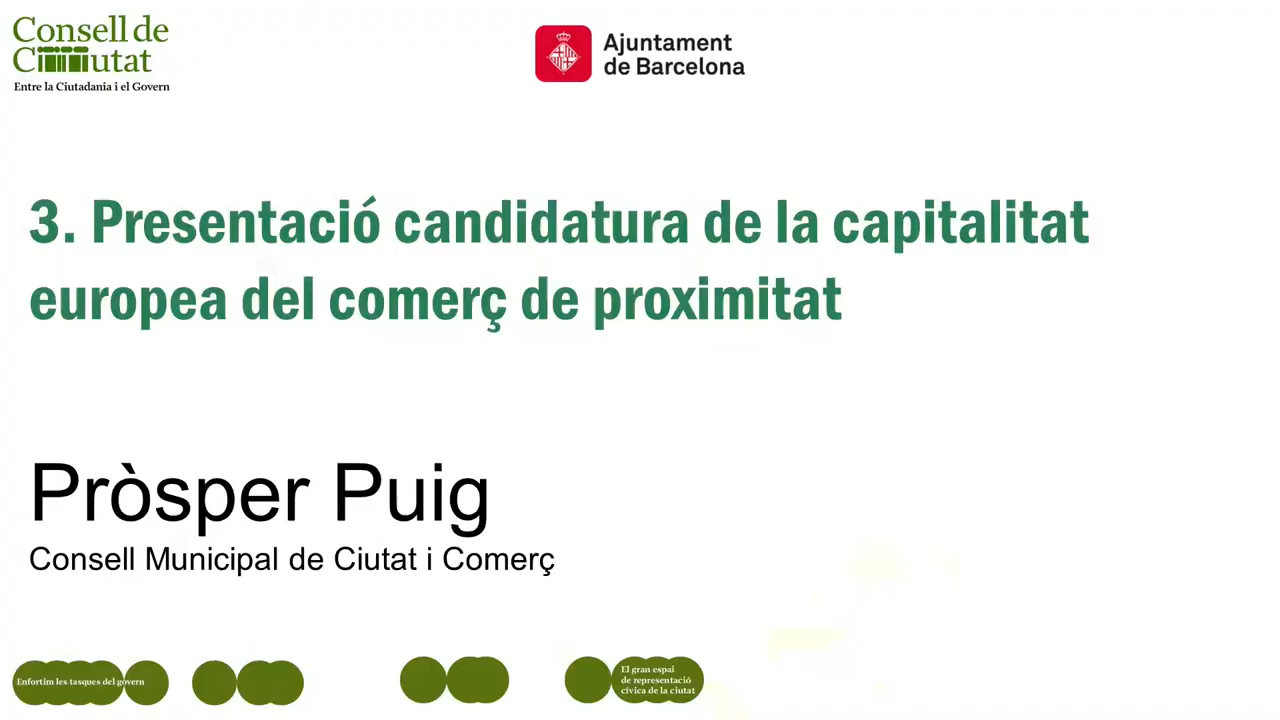 Consell de
Ciutat
Entre la Ciutadania i el Govern
Ajuntament
de Barcelona
3. Presentació candidatura de la capitalitat
europea del comerç de proximitat
Pròsper Puig
Consell Municipal de Ciutat i Comerç
Enfortim les tasques del govern
El gran espai
de representació
cívica de la ciutat